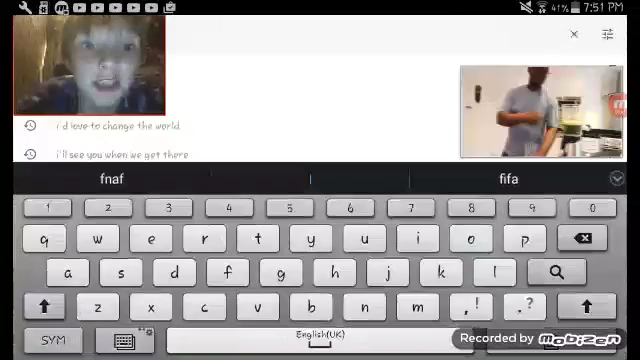 41% 7:51 PM
i'd love to change the world
i'll see you when we get there
fnaf fifa
1 2 3 4 5 6 7 8 9 0
q w e r t y u i o p
a s d f g h j k l
z x c v b n m , ! . ?
SYM English(UK)
Recorded by mobizen